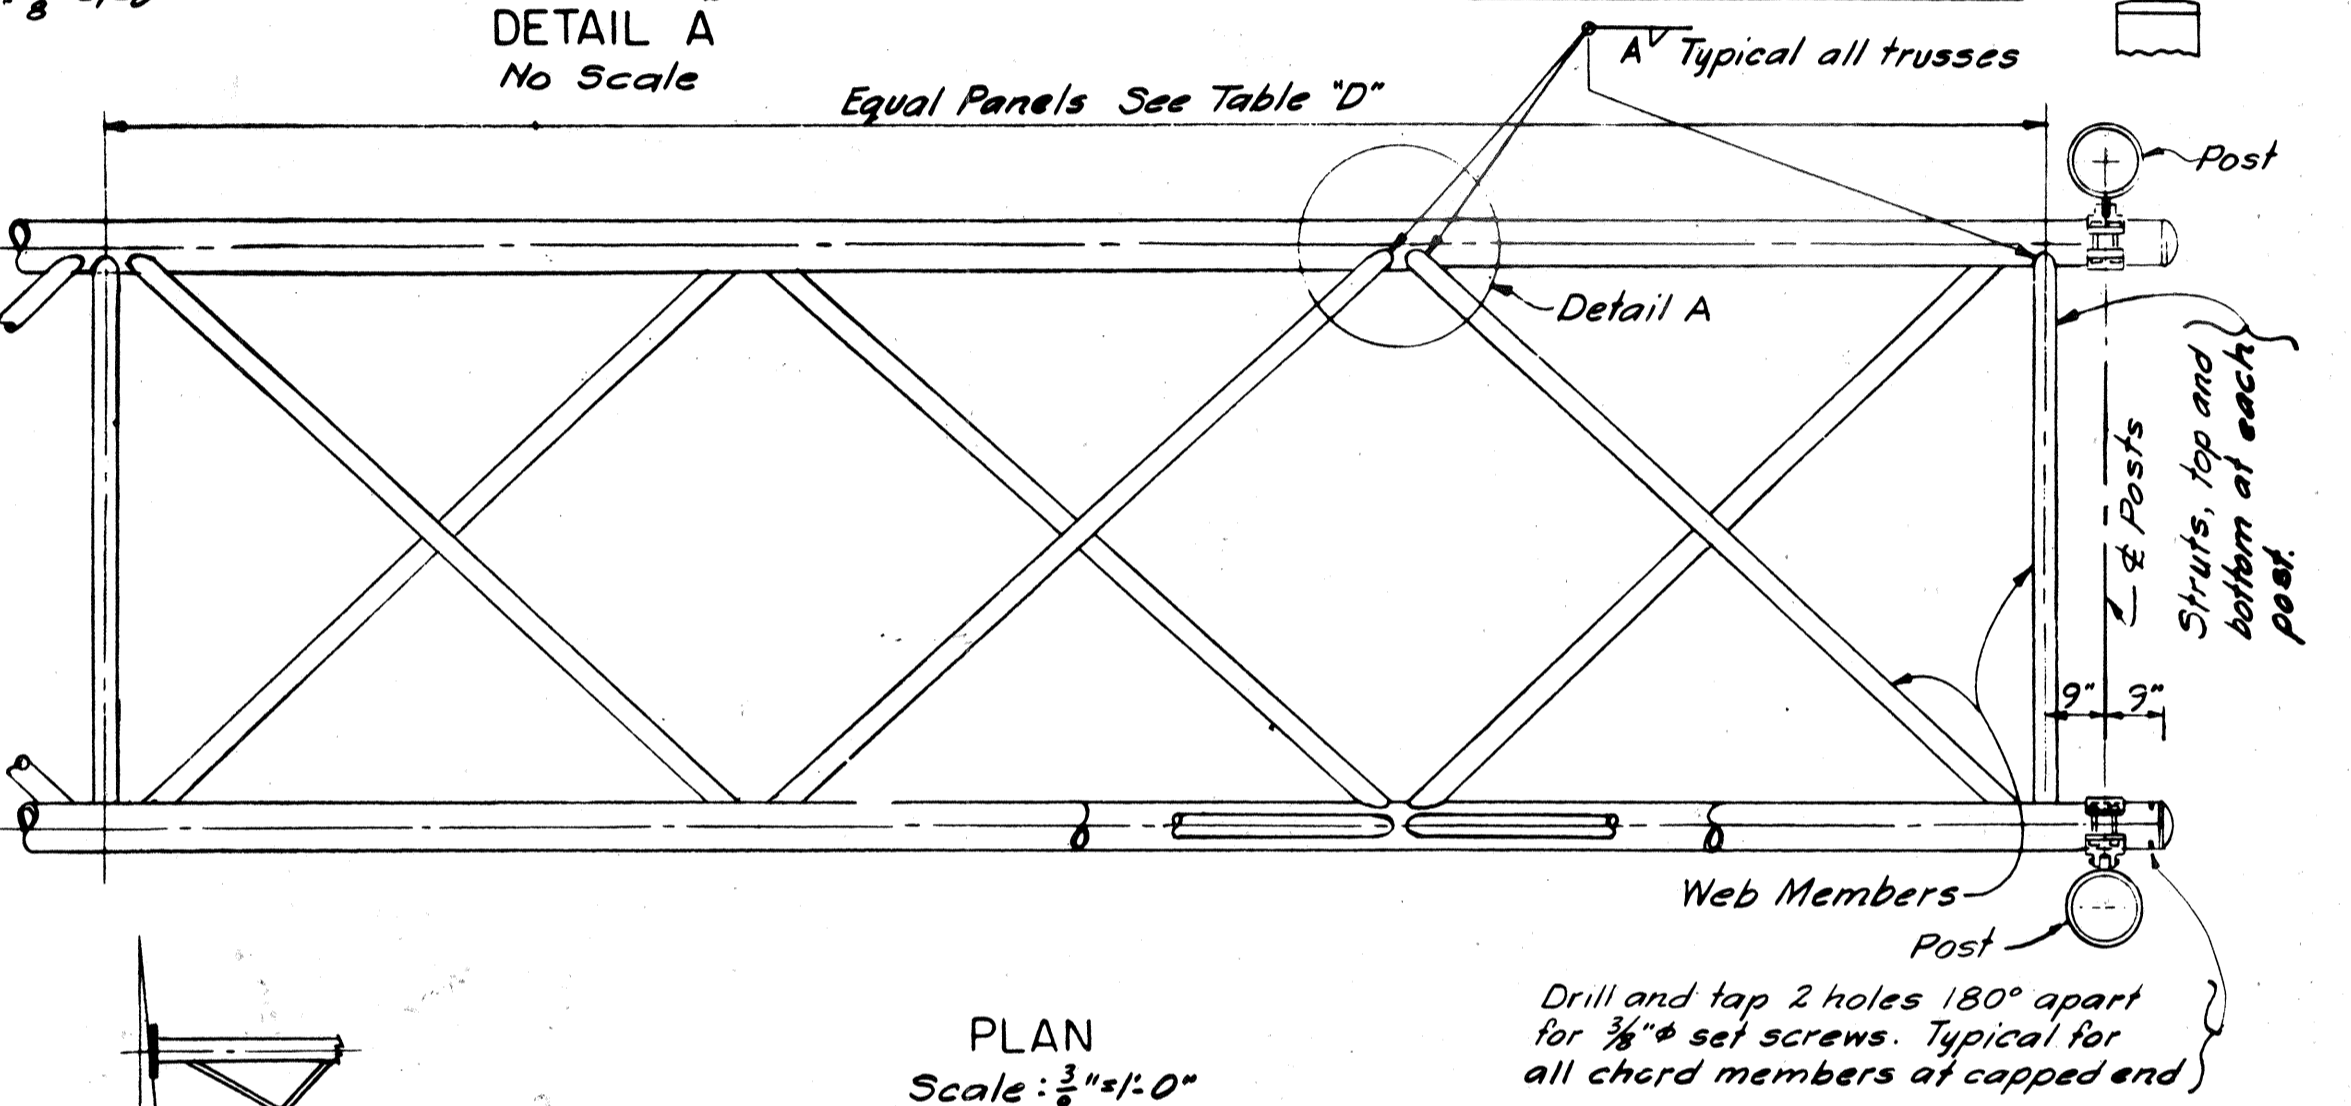 DETAIL A
No Scale
A Typical all trusses
Equal Panels See Table "D"
Post
Detail A
Struts, top and
bottom at each
post.
℄ Posts
9" 9"
Web Members
Post
Drill and tap 2 holes 180° apart
for 3/8"φ set screws. Typical for
all chord members at capped end
PLAN
Scale: 3/8"=1'-0"